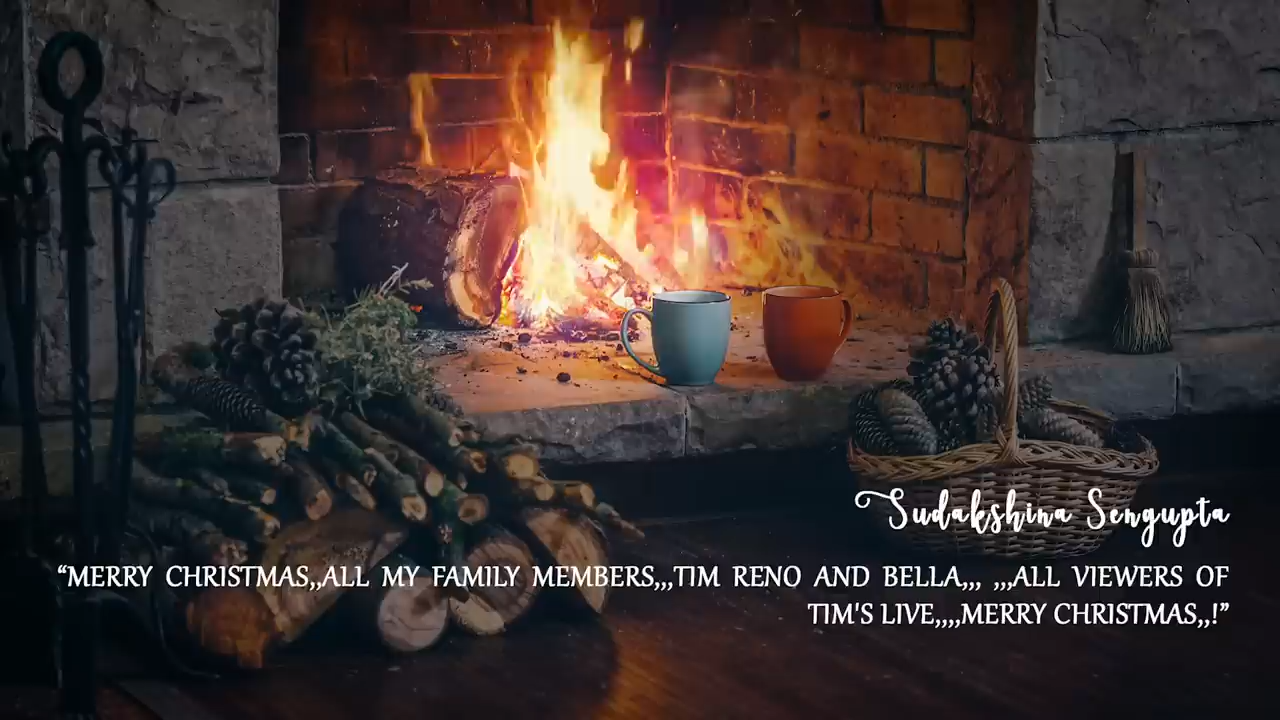 Sudakshina Sengupta
“MERRY CHRISTMAS,,ALL MY FAMILY MEMBERS,,,TIM RENO AND BELLA,,, ,,,ALL VIEWERS OF
TIM'S LIVE,,,,MERRY CHRISTMAS,,!”